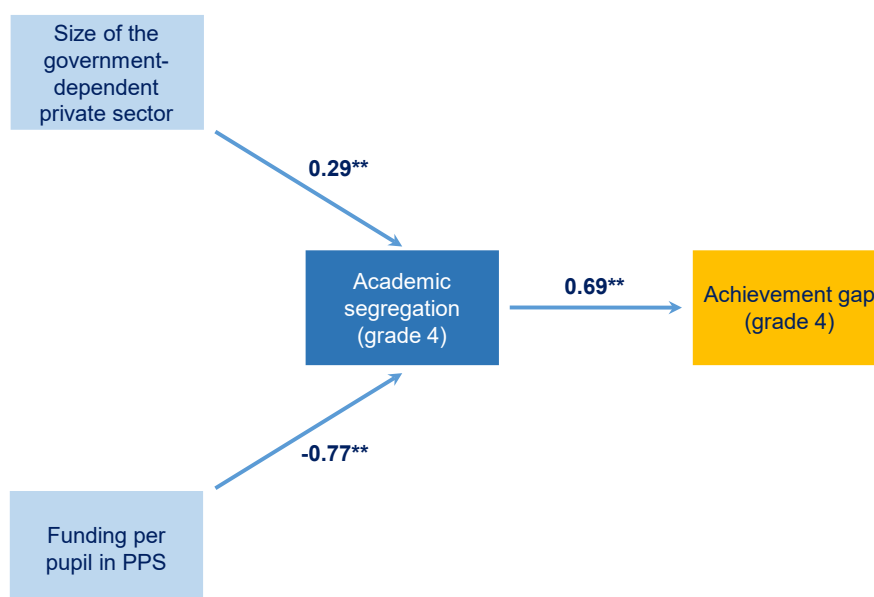 Size of the
government-
dependent
private sector
0.29**
Academic
segregation
(grade 4)
0.69**
Achievement gap
(grade 4)
-0.77**
Funding per
pupil in PPS